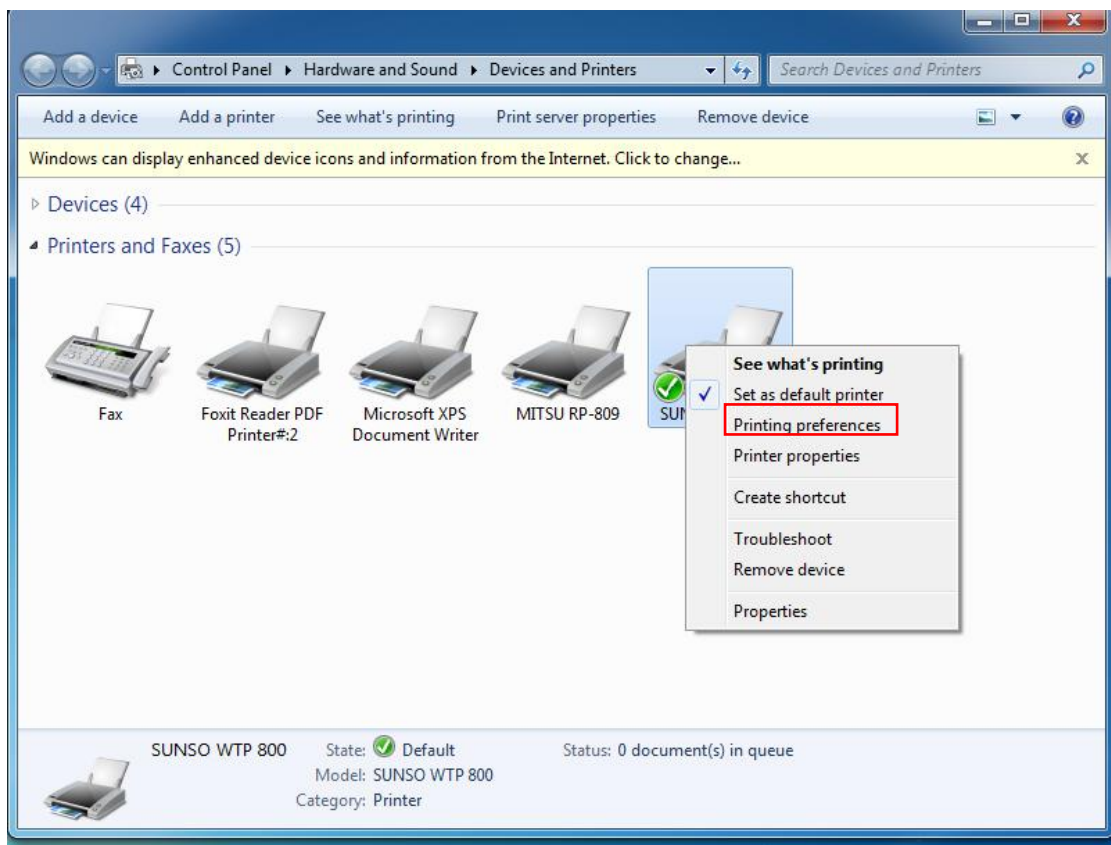 Control Panel ▸ Hardware and Sound ▸ Devices and Printers
Search Devices and Printers
Add a device Add a printer See what's printing Print server properties Remove device
Windows can display enhanced device icons and information from the Internet. Click to change...
Devices (4)
Printers and Faxes (5)
Fax
Foxit Reader PDF
Printer#:2
Microsoft XPS
Document Writer
MITSU RP-809
See what's printing
Set as default printer
Printing preferences
Printer properties
Create shortcut
Troubleshoot
Remove device
Properties
SUNSO WTP 800 State: Default Status: 0 document(s) in queue
Model: SUNSO WTP 800
Category: Printer